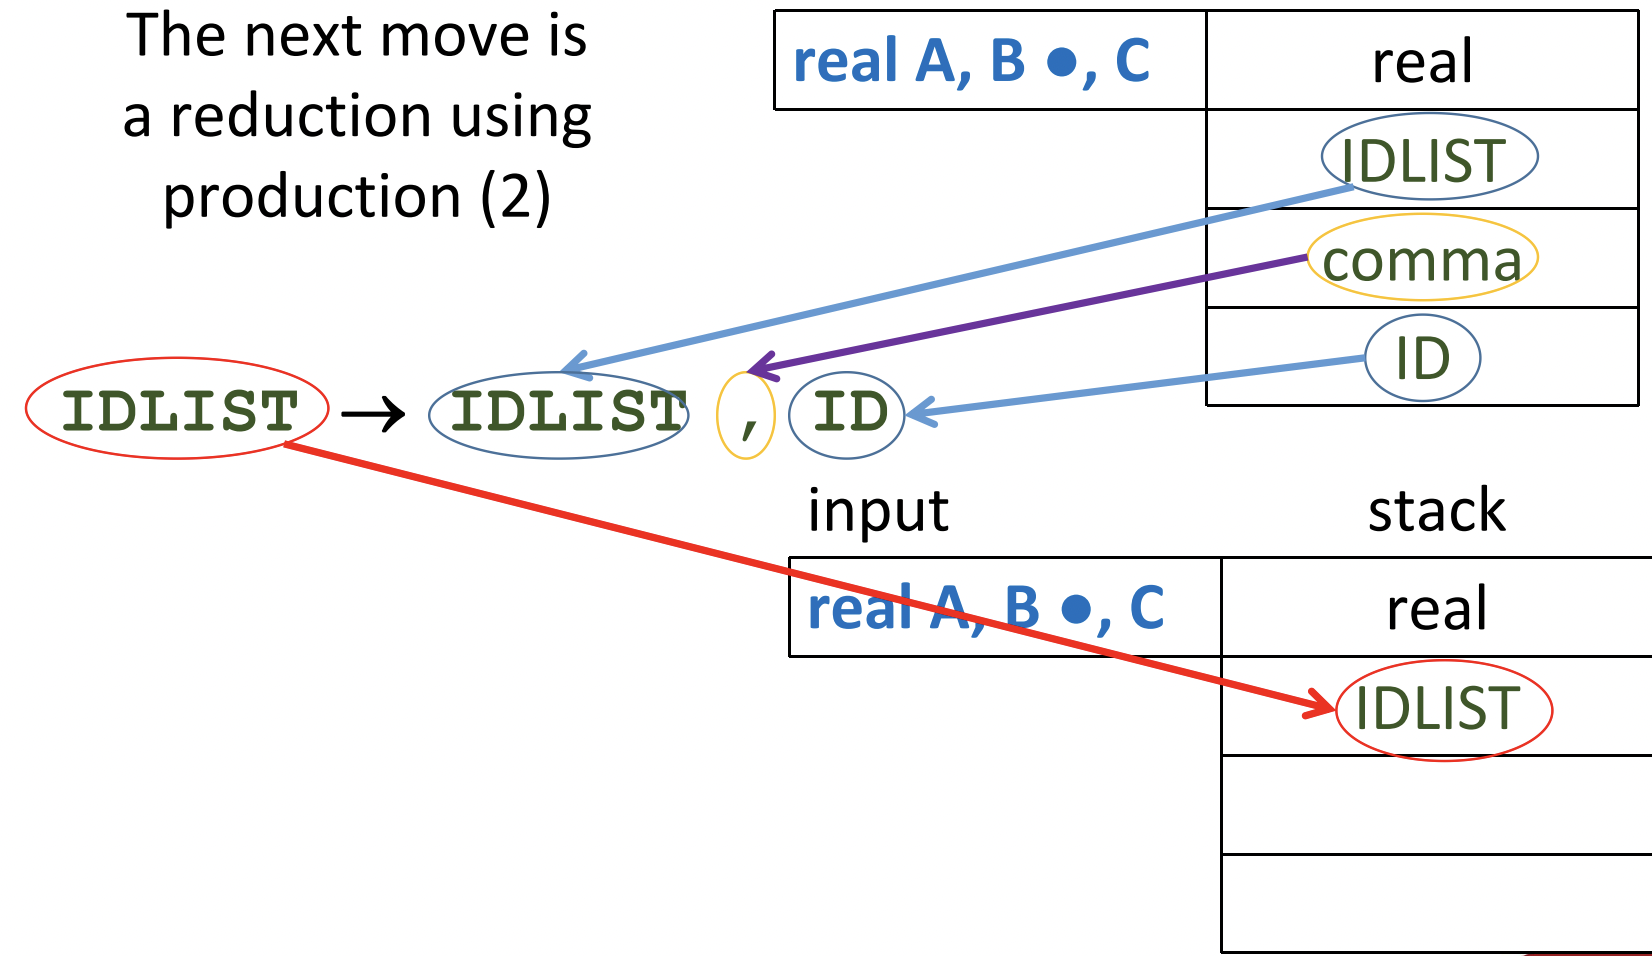 The next move is
a reduction using
production (2)
real A, B ●, C
real
IDLIST
comma
ID
IDLIST → IDLIST , ID
input
stack
real A, B ●, C
real
IDLIST